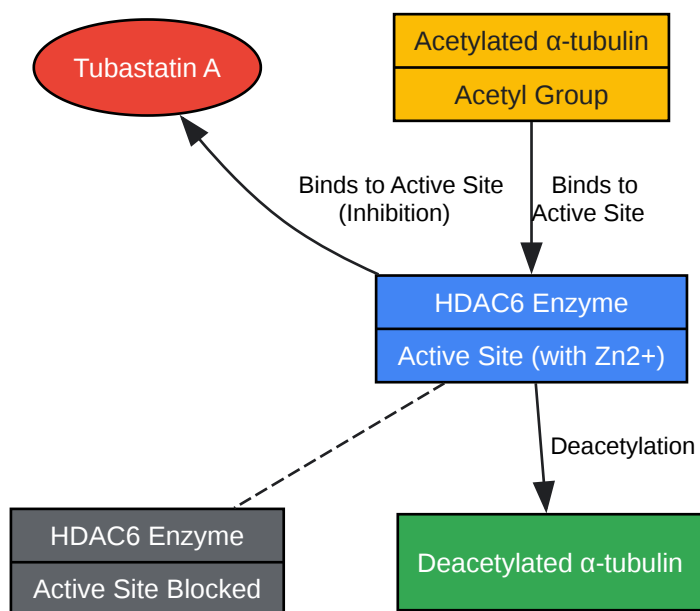 Tubastatin A
Acetylated α-tubulin
Acetyl Group
Binds to Active Site
(Inhibition)
Binds to
Active Site
HDAC6 Enzyme
Active Site (with Zn2+)
Deacetylation
HDAC6 Enzyme
Active Site Blocked
Deacetylated α-tubulin